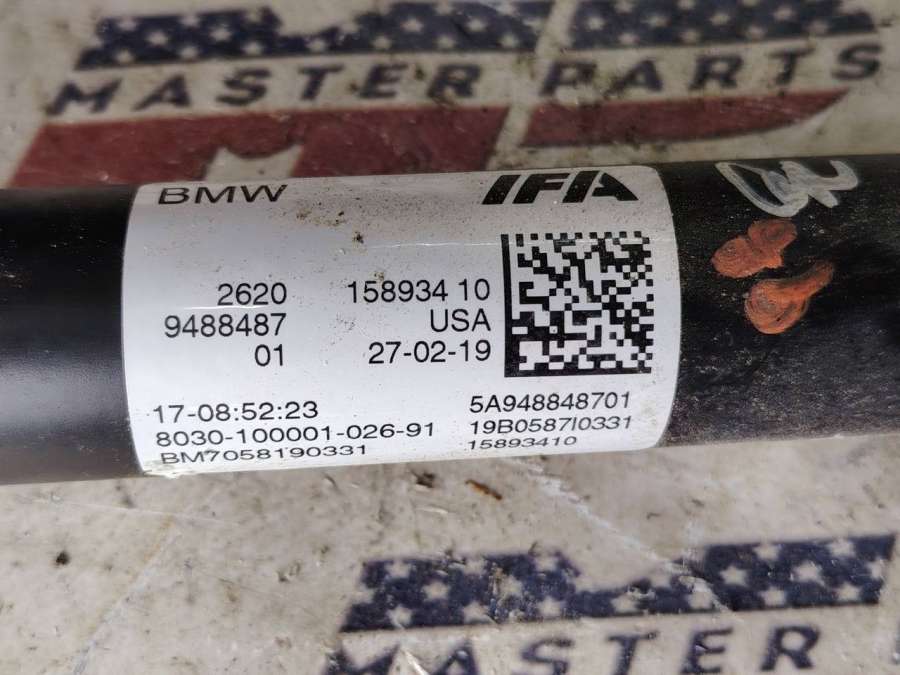 MASTER PARTS
BMW IFA
2620 158934 10
9488487 USA
01 27-02-19
17-08:52:23 5A948848701
8030-100001-026-91 19B0587I0331
BM7058190331 15893410
MASTER PARTS